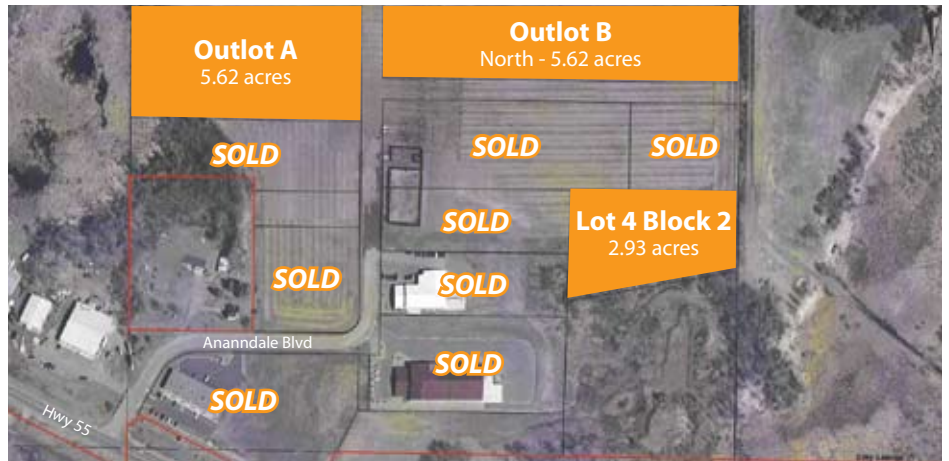 Outlot A
5.62 acres
Outlot B
North - 5.62 acres
SOLD
SOLD
SOLD
SOLD
Lot 4 Block 2
2.93 acres
SOLD
SOLD
Ananndale Blvd
SOLD
SOLD
Hwy 55